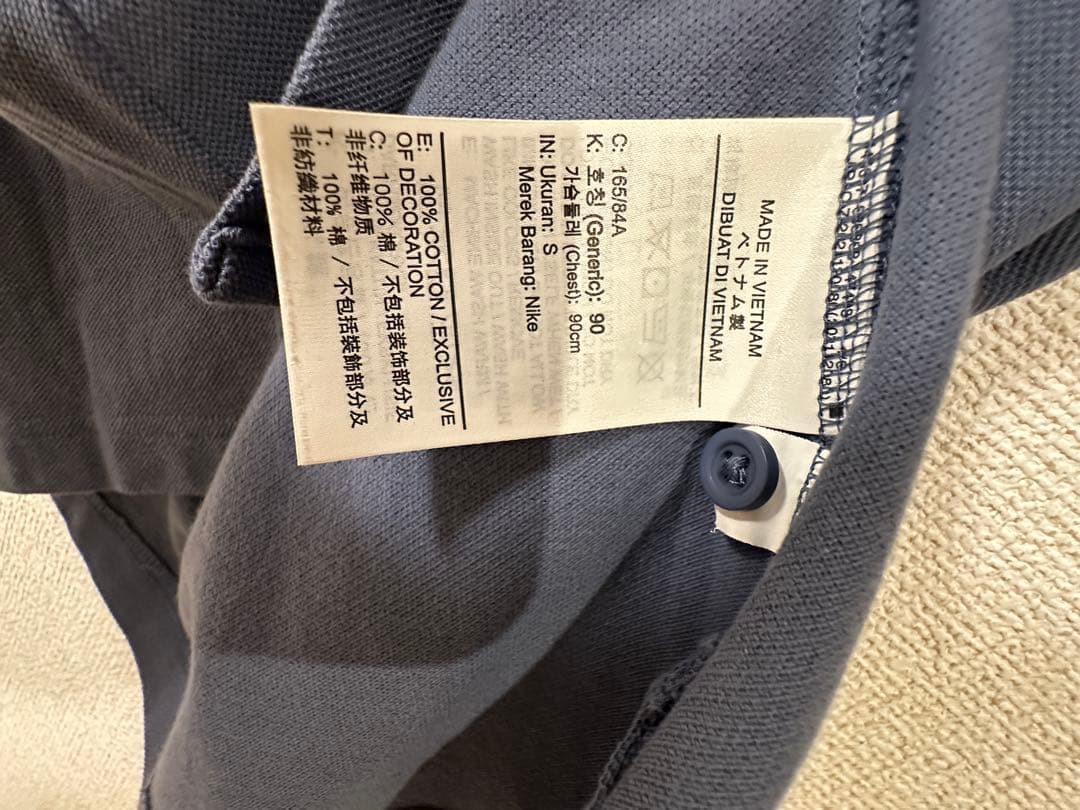 MADE IN VIETNAM
ベトナム製
DIBUAT DI VIETNAM
C: 165/84A
K: 호칭 (Generic): 90
가슴둘레 (Chest): 90cm
IN: Ukuran: S
Merek Barang: Nike
E: 100% COTTON / EXCLUSIVE
OF DECORATION
C: 100% 棉 / 不包括装饰部分及
非纤维物质
T: 100% 棉 / 不包括裝飾部分及
非紡織材料